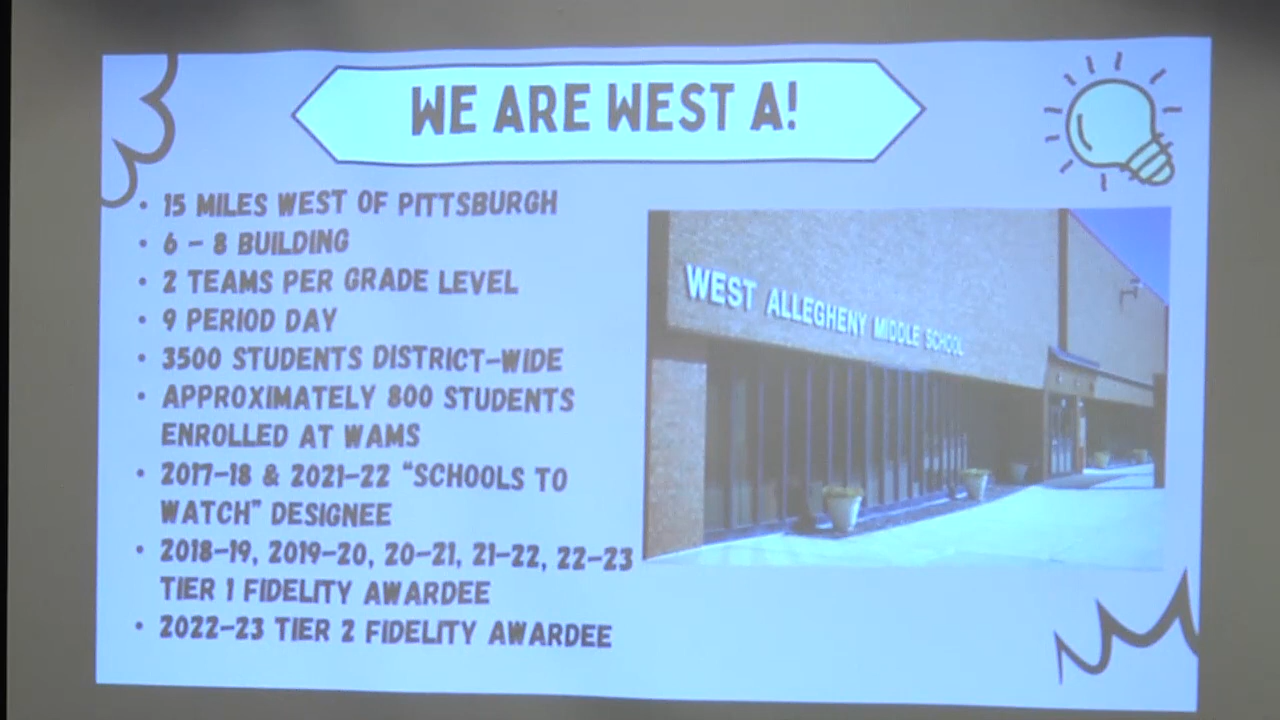 WE ARE WEST A!
• 15 MILES WEST OF PITTSBURGH
• 6 – 8 BUILDING
• 2 TEAMS PER GRADE LEVEL
• 9 PERIOD DAY
• 3500 STUDENTS DISTRICT-WIDE
• APPROXIMATELY 800 STUDENTS
ENROLLED AT WAMS
• 2017-18 & 2021-22 "SCHOOLS TO
WATCH" DESIGNEE
• 2018-19, 2019-20, 20-21, 21-22, 22-23
TIER 1 FIDELITY AWARDEE
• 2022-23 TIER 2 FIDELITY AWARDEE
WEST ALLEGHENY MIDDLE SCHOOL